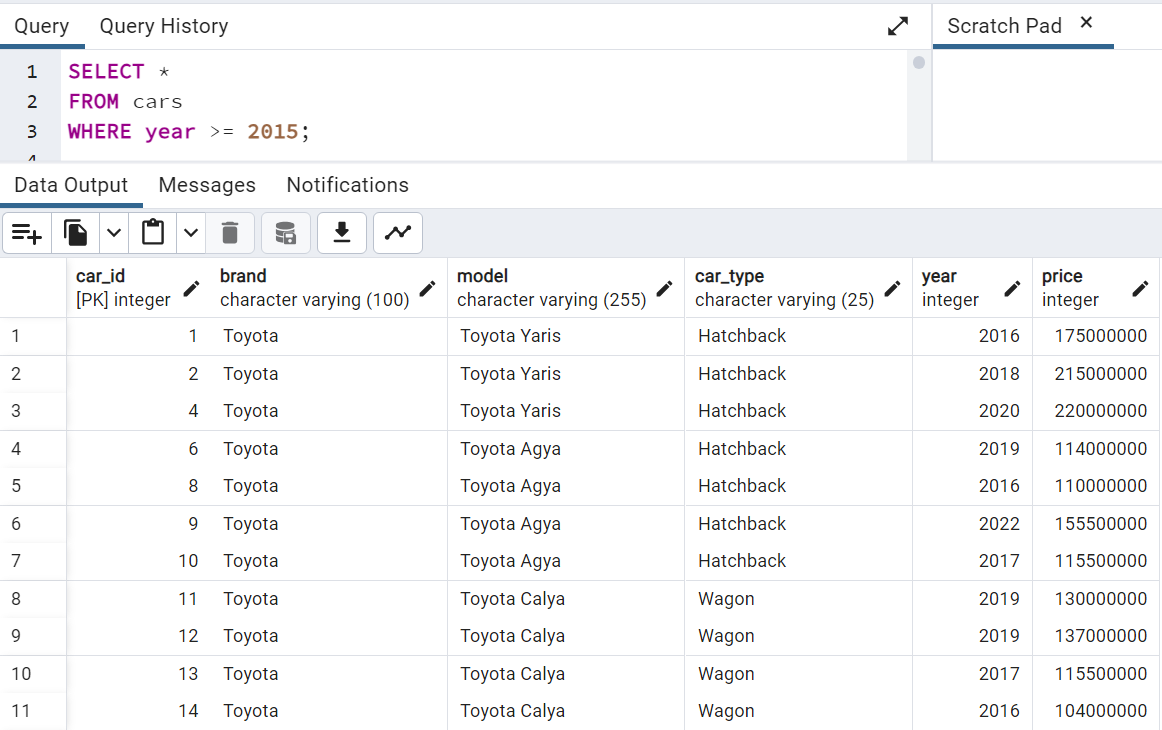 Query Query History Scratch Pad ×
1 SELECT *
2 FROM cars
3 WHERE year >= 2015;
4
Data Output Messages Notifications
car_id brand model car_type year price
[PK] integer character varying (100) character varying (255) character varying (25) integer integer
1 1 Toyota Toyota Yaris Hatchback 2016 175000000
2 2 Toyota Toyota Yaris Hatchback 2018 215000000
3 4 Toyota Toyota Yaris Hatchback 2020 220000000
4 6 Toyota Toyota Agya Hatchback 2019 114000000
5 8 Toyota Toyota Agya Hatchback 2016 110000000
6 9 Toyota Toyota Agya Hatchback 2022 155500000
7 10 Toyota Toyota Agya Hatchback 2017 115500000
8 11 Toyota Toyota Calya Wagon 2019 130000000
9 12 Toyota Toyota Calya Wagon 2019 137000000
10 13 Toyota Toyota Calya Wagon 2017 115500000
11 14 Toyota Toyota Calya Wagon 2016 104000000